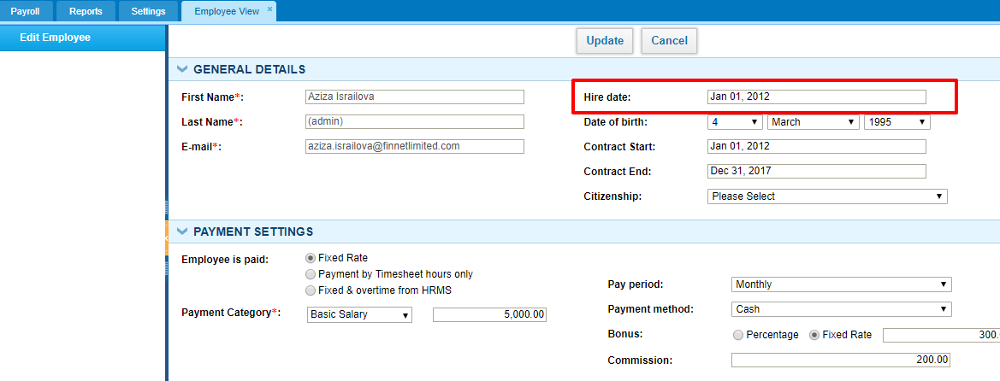 Payroll Reports Settings Employee View ×
Edit Employee
Update Cancel
GENERAL DETAILS
First Name*: Aziza Israilova
Last Name*: (admin)
E-mail*: aziza.israilova@finnetlimited.com
Hire date: Jan 01, 2012
Date of birth: 4 March 1995
Contract Start: Jan 01, 2012
Contract End: Dec 31, 2017
Citizenship: Please Select
PAYMENT SETTINGS
Employee is paid: Fixed Rate
Payment by Timesheet hours only
Fixed & overtime from HRMS
Payment Category*: Basic Salary 5,000.00
Pay period: Monthly
Payment method: Cash
Bonus: Percentage Fixed Rate 300.
Commission: 200.00